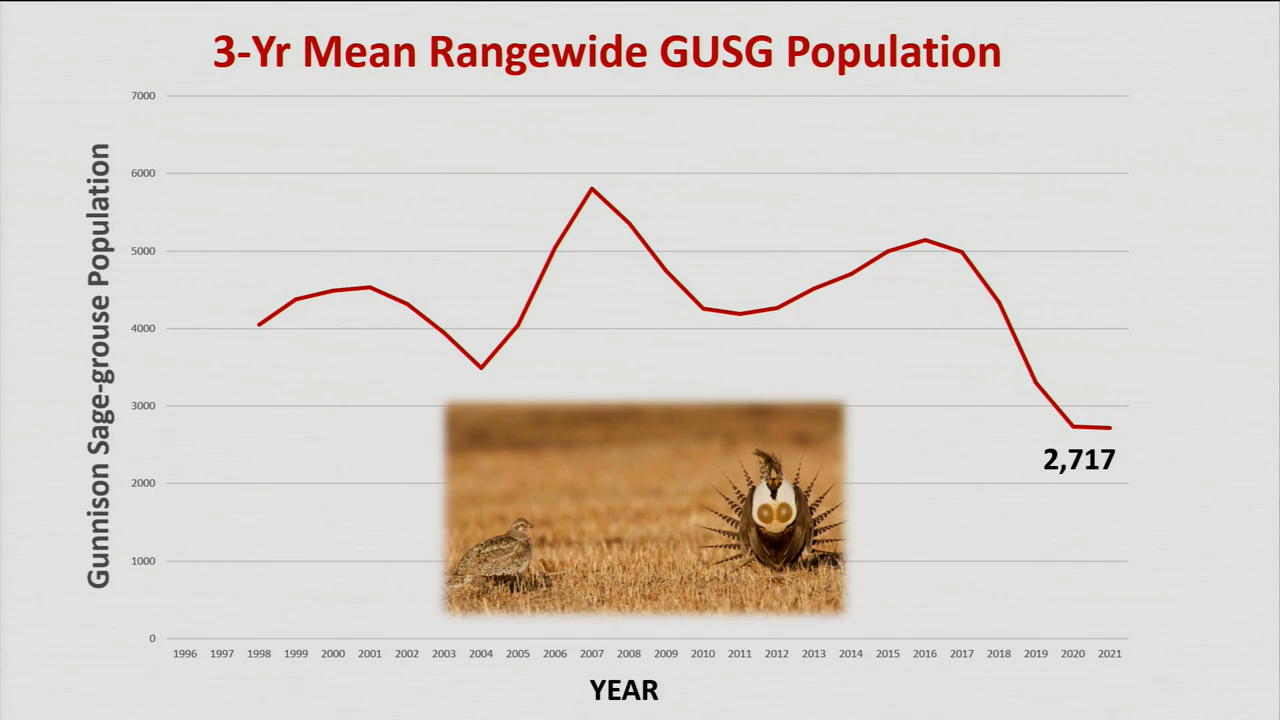 3-Yr Mean Rangewide GUSG Population
Gunnison Sage-grouse Population
7000
6000
5000
4000
3000
2000
1000
0
2,717
1996 1997 1998 1999 2000 2001 2002 2003 2004 2005 2006 2007 2008 2009 2010 2011 2012 2013 2014 2015 2016 2017 2018 2019 2020 2021
YEAR